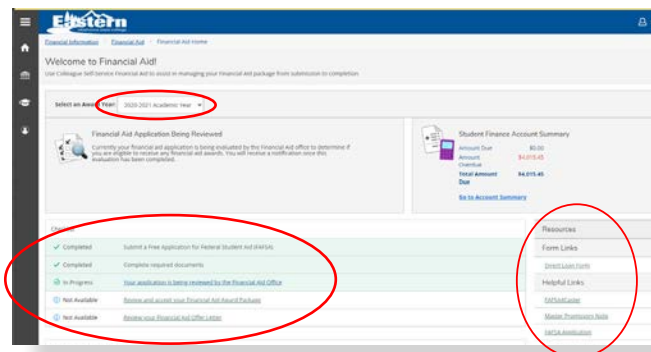 Eastern
Financial Information Financial Aid Financial Aid Home
Welcome to Financial Aid!
Use Colleague Self-Service Financial Aid to assist in managing your financial aid package from submission to completion.
Select an Award Year: 2020-2021 Academic Year
Financial Aid Application Being Reviewed
Currently your financial aid application is being evaluated by the Financial Aid office to determine if
you are eligible to receive any financial aid awards. You will receive a notification once this
evaluation has been completed.
Student Finance Account Summary
Amount Due $0.00
Amount Overdue $4,015.45
Total Amount Due $4,015.45
Go to Account Summary
Checklist
Completed Submit a Free Application for Federal Student Aid (FAFSA)
Completed Complete required documents
In Progress Your application is being reviewed by the Financial Aid Office
Not Available Review and accept your Financial Aid Award Package
Not Available Review your Financial Aid Offer Letter
Resources
Form Links
Direct Loan Form
Helpful Links
FAFSA4Caster
Master Promissory Note
FAFSA Application